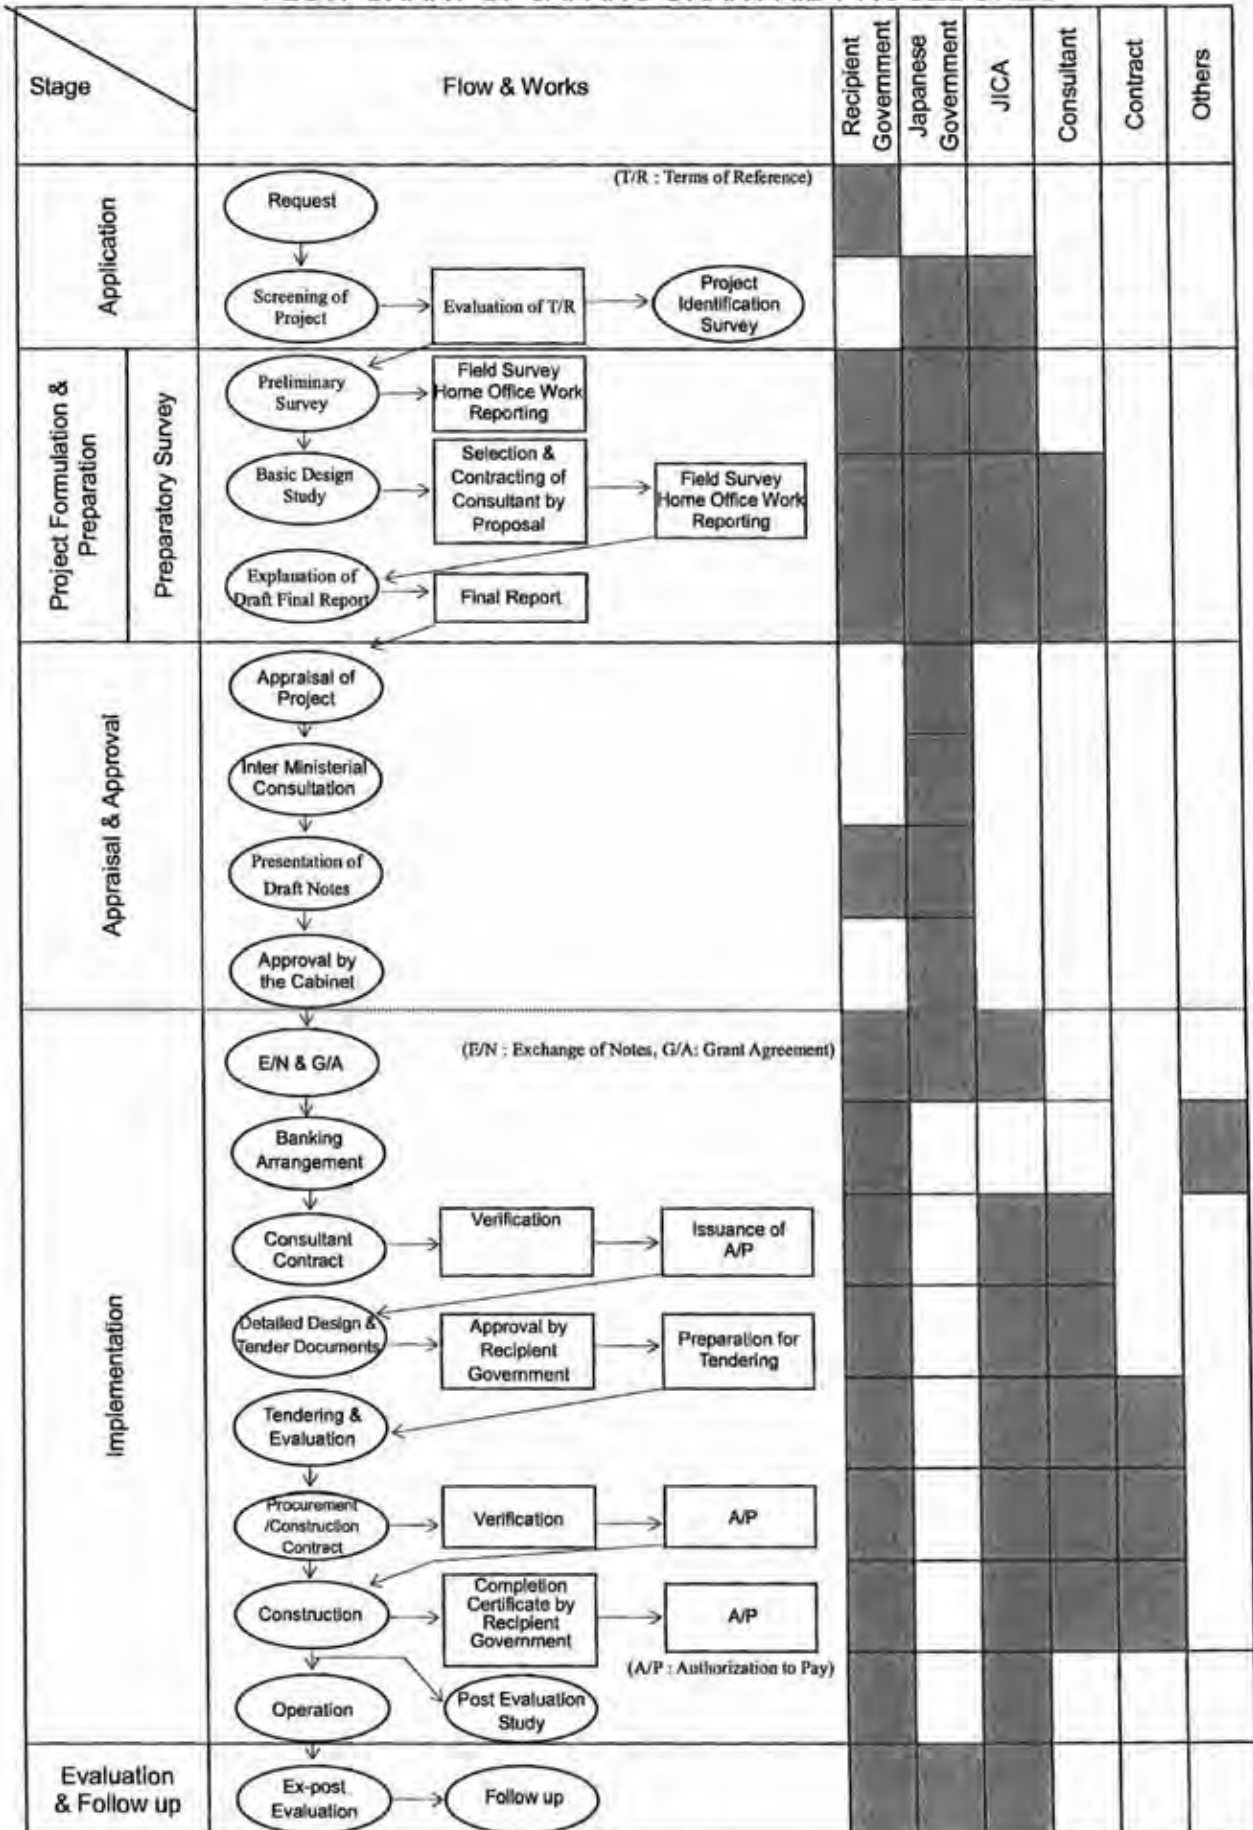 Stage
Flow & Works
Recipient
Government
Japanese
Government
JICA
Consultant
Contract
Others
Application
(T/R : Terms of Reference)
Request
Screening of
Project
Evaluation of T/R
Project
Identification
Survey
Project Formulation &
Preparation
Preparatory Survey
Preliminary
Survey
Field Survey
Home Office Work
Reporting
Basic Design
Study
Selection &
Contracting of
Consultant by
Proposal
Field Survey
Home Office Work
Reporting
Explanation of
Draft Final Report
Final Report
Appraisal & Approval
Appraisal of
Project
Inter Ministerial
Consultation
Presentation of
Draft Notes
Approval by
the Cabinet
Implementation
E/N & G/A
(E/N : Exchange of Notes, G/A: Grant Agreement)
Banking
Arrangement
Consultant
Contract
Verification
Issuance of
A/P
Detailed Design &
Tender Documents
Approval by
Recipient
Government
Preparation for
Tendering
Tendering &
Evaluation
Procurement
/Construction
Contract
Verification
A/P
Construction
Completion
Certificate by
Recipient
Government
A/P
(A/P : Authorization to Pay)
Operation
Post Evaluation
Study
Evaluation
& Follow up
Ex-post
Evaluation
Follow up